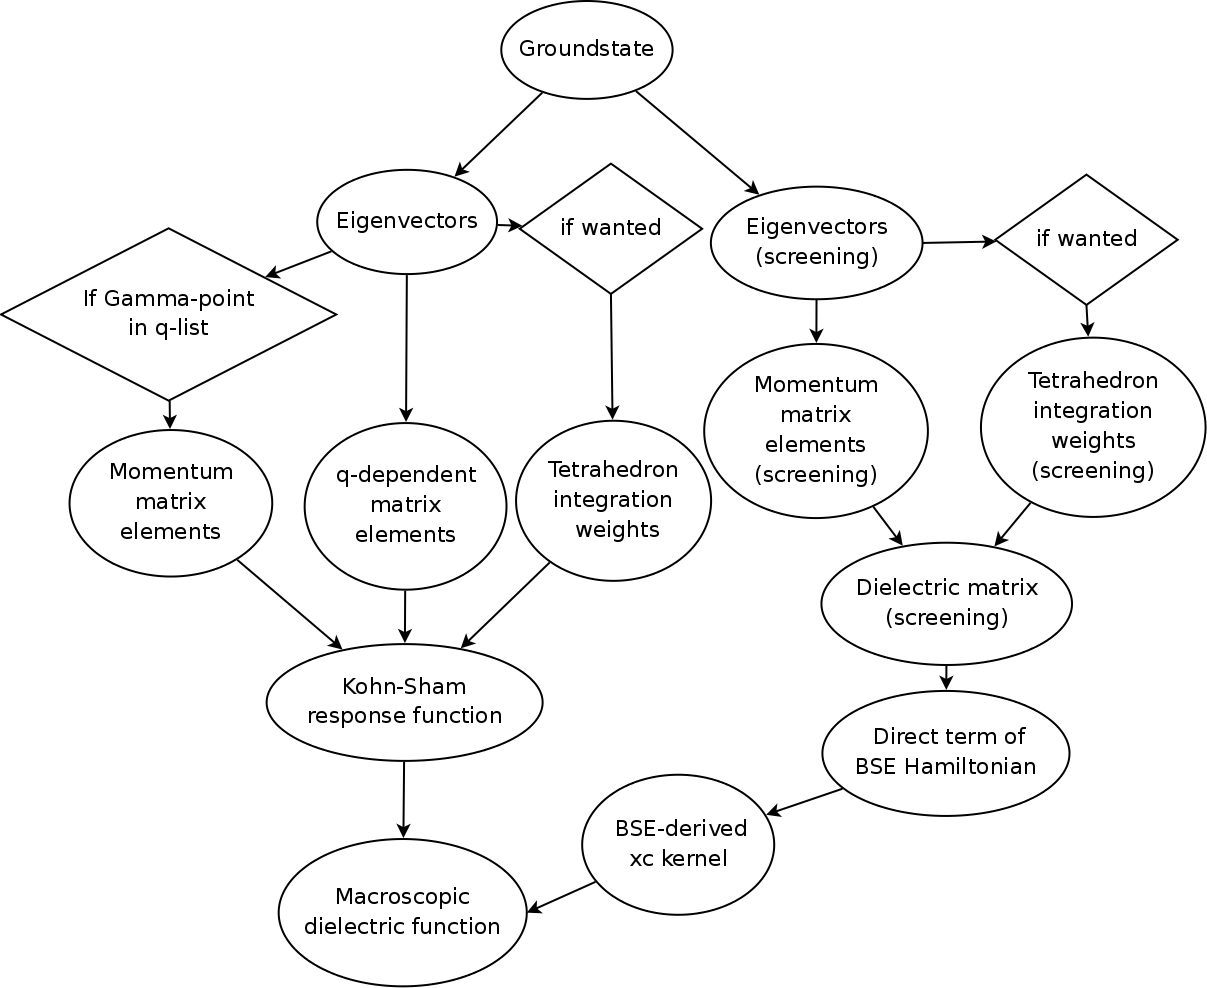 Groundstate
Eigenvectors
if wanted
Eigenvectors
(screening)
if wanted
If Gamma-point
in q-list
Momentum
matrix
elements
q-dependent
matrix
elements
Tetrahedron
integration
weights
Momentum
matrix
elements
(screening)
Tetrahedron
integration
weights
(screening)
Dielectric matrix
(screening)
Kohn-Sham
response function
Direct term of
BSE Hamiltonian
BSE-derived
xc kernel
Macroscopic
dielectric function